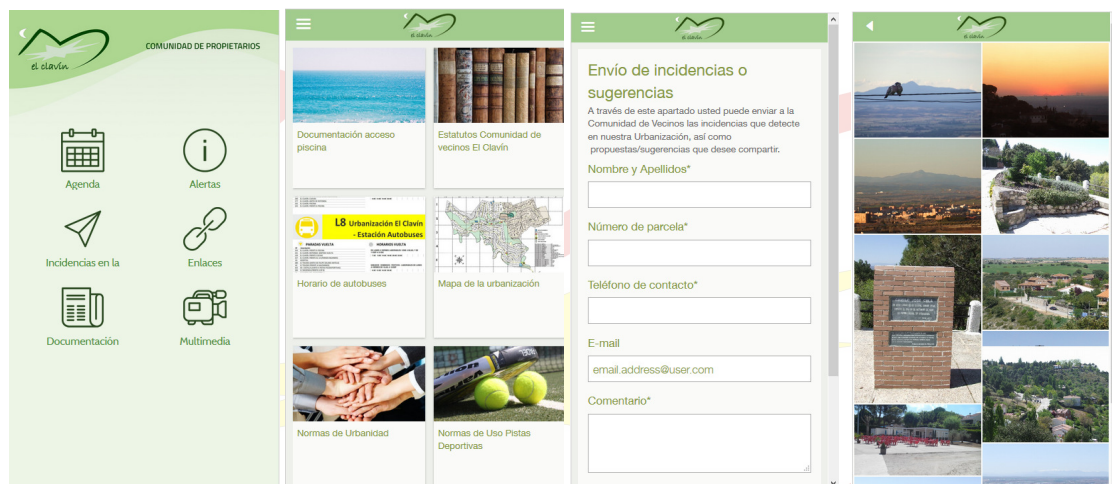 el clavín
COMUNIDAD DE PROPIETARIOS
Agenda
Alertas
Incidencias en la
Enlaces
Documentación
Multimedia
el clavín
Documentación acceso
piscina
Estatutos Comunidad de
vecinos El Clavín
L8 Urbanización El Clavín
- Estación Autobuses
PARADAS VUELTA
HORARIOS VUELTA
Horario de autobuses
Mapa de la urbanización
Normas de Urbanidad
Normas de Uso Pistas
Deportivas
el clavín
Envío de incidencias o
sugerencias
A través de este apartado usted puede enviar a la
Comunidad de Vecinos las incidencias que detecte
en nuestra Urbanización, así como
propuestas/sugerencias que desee compartir.
Nombre y Apellidos*
Número de parcela*
Teléfono de contacto*
E-mail
email.address@user.com
Comentario*
el clavín